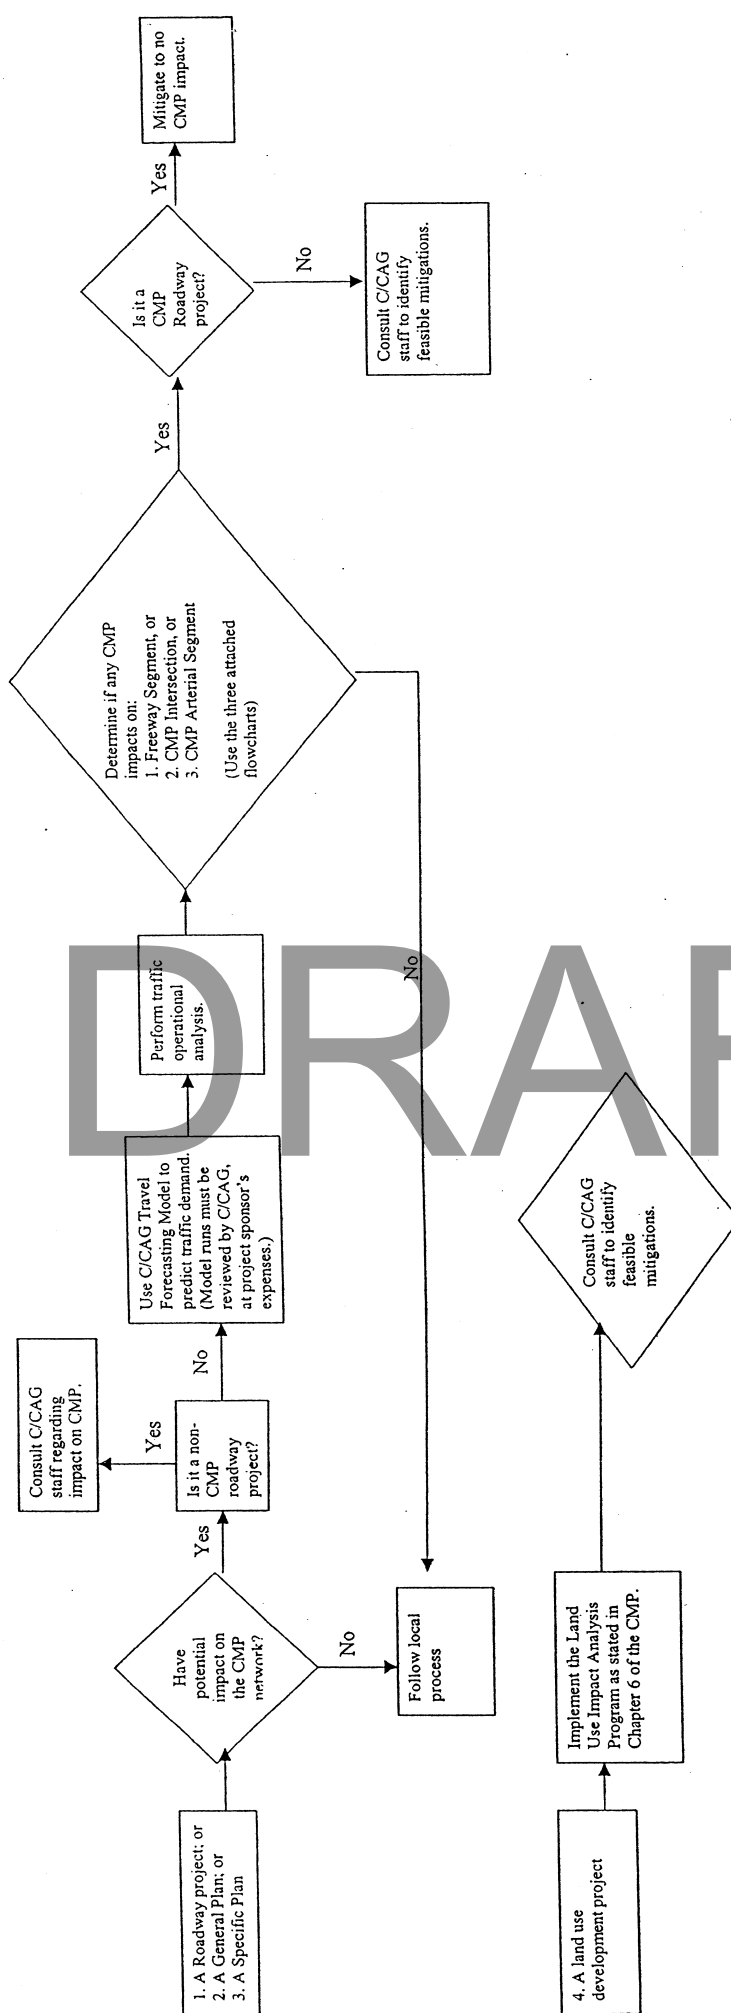 1. A Roadway project; or
2. A General Plan; or
3. A Specific Plan
Have
potential
impact on
the CMP
network?
Yes
No
Follow local
process
Is it a non-
CMP
roadway
project?
Yes
Consult C/CAG
staff regarding
impact on CMP.
No
Use C/CAG Travel
Forecasting Model to
predict traffic demand.
(Model runs must be
reviewed by C/CAG,
at project sponsor's
expenses.)
Perform traffic
operational
analysis.
Determine if any CMP
impacts on:
1. Freeway Segment, or
2. CMP Intersection, or
3. CMP Arterial Segment
(Use the three attached
flowcharts)
No
Yes
Is it a
CMP
Roadway
project?
Yes
Mitigate to no
CMP impact.
No
Consult C/CAG
staff to identify
feasible mitigations.
4. A land use
development project
Implement the Land
Use Impact Analysis
Program as stated in
Chapter 6 of the CMP.
Consult C/CAG
staff to identify
feasible
mitigations.
DRAF